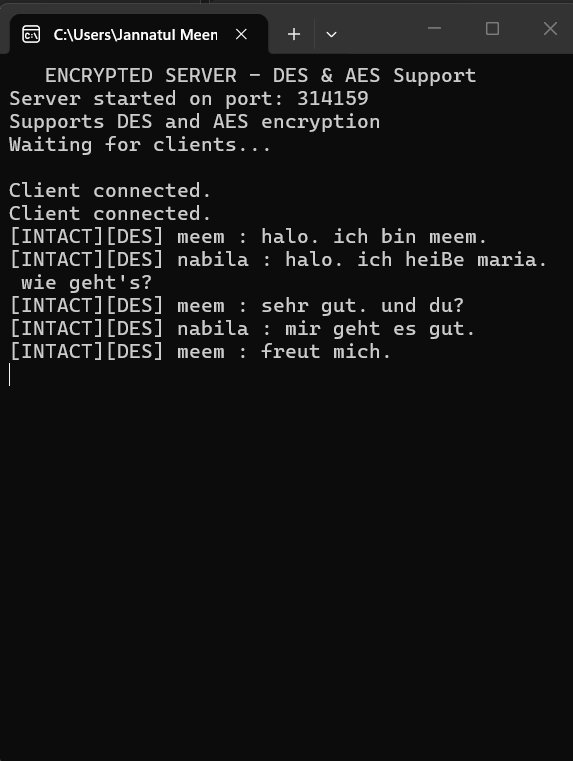 C:\Users\Jannatul Meen
ENCRYPTED SERVER - DES & AES Support
Server started on port: 314159
Supports DES and AES encryption
Waiting for clients...
Client connected.
Client connected.
[INTACT][DES] meem : halo. ich bin meem.
[INTACT][DES] nabila : halo. ich heiBe maria.
wie geht's?
[INTACT][DES] meem : sehr gut. und du?
[INTACT][DES] nabila : mir geht es gut.
[INTACT][DES] meem : freut mich.